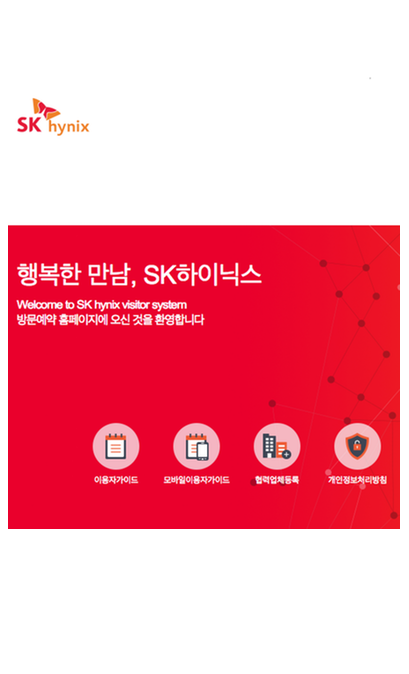 SK hynix
행복한 만남, SK하이닉스
Welcome to SK hynix visitor system
방문예약 홈페이지에 오신 것을 환영합니다
이용자가이드 모바일이용자가이드 협력업체등록 개인정보처리방침